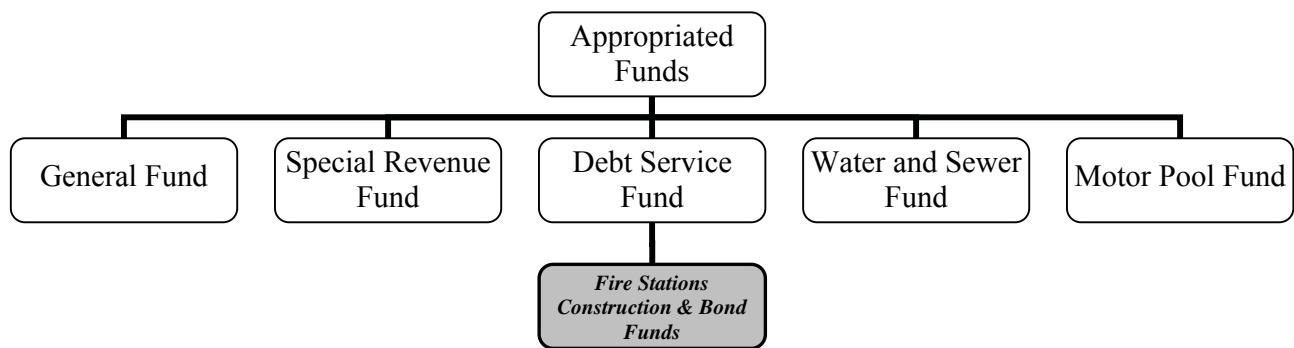 Appropriated
Funds
General Fund
Special Revenue
Fund
Debt Service
Fund
Water and Sewer
Fund
Motor Pool Fund
Fire Stations
Construction & Bond
Funds